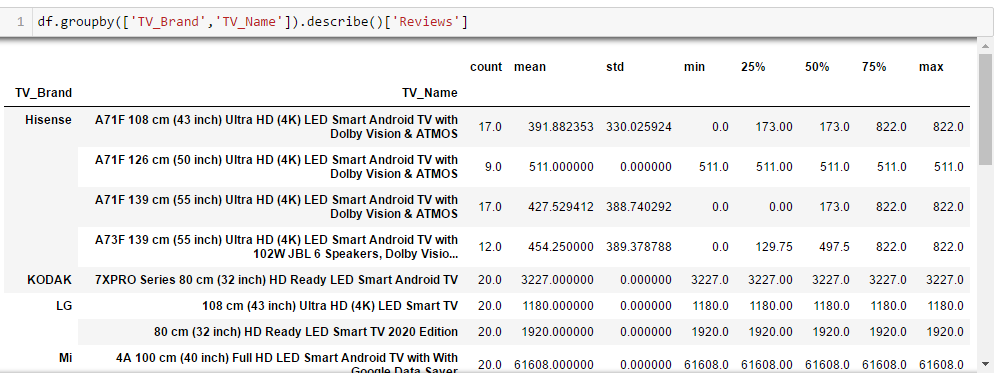 1 df.groupby(['TV_Brand','TV_Name']).describe()['Reviews']
count mean std min 25% 50% 75% max
TV_Brand TV_Name
Hisense A71F 108 cm (43 inch) Ultra HD (4K) LED Smart Android TV with
Dolby Vision & ATMOS 17.0 391.882353 330.025924 0.0 173.00 173.0 822.0 822.0
A71F 126 cm (50 inch) Ultra HD (4K) LED Smart Android TV with
Dolby Vision & ATMOS 9.0 511.000000 0.000000 511.0 511.00 511.0 511.0 511.0
A71F 139 cm (55 inch) Ultra HD (4K) LED Smart Android TV with
Dolby Vision & ATMOS 17.0 427.529412 388.740292 0.0 0.00 173.0 822.0 822.0
A73F 139 cm (55 inch) Ultra HD (4K) LED Smart Android TV with
102W JBL 6 Speakers, Dolby Visio... 12.0 454.250000 389.378788 0.0 129.75 497.5 822.0 822.0
KODAK 7XPRO Series 80 cm (32 inch) HD Ready LED Smart Android TV 20.0 3227.000000 0.000000 3227.0 3227.00 3227.0 3227.0 3227.0
LG 108 cm (43 inch) Ultra HD (4K) LED Smart TV 20.0 1180.000000 0.000000 1180.0 1180.00 1180.0 1180.0 1180.0
80 cm (32 inch) HD Ready LED Smart TV 2020 Edition 20.0 1920.000000 0.000000 1920.0 1920.00 1920.0 1920.0 1920.0
Mi 4A 100 cm (40 inch) Full HD LED Smart Android TV with With
Google Data Saver 20.0 61608.000000 0.000000 61608.0 61608.00 61608.0 61608.0 61608.0